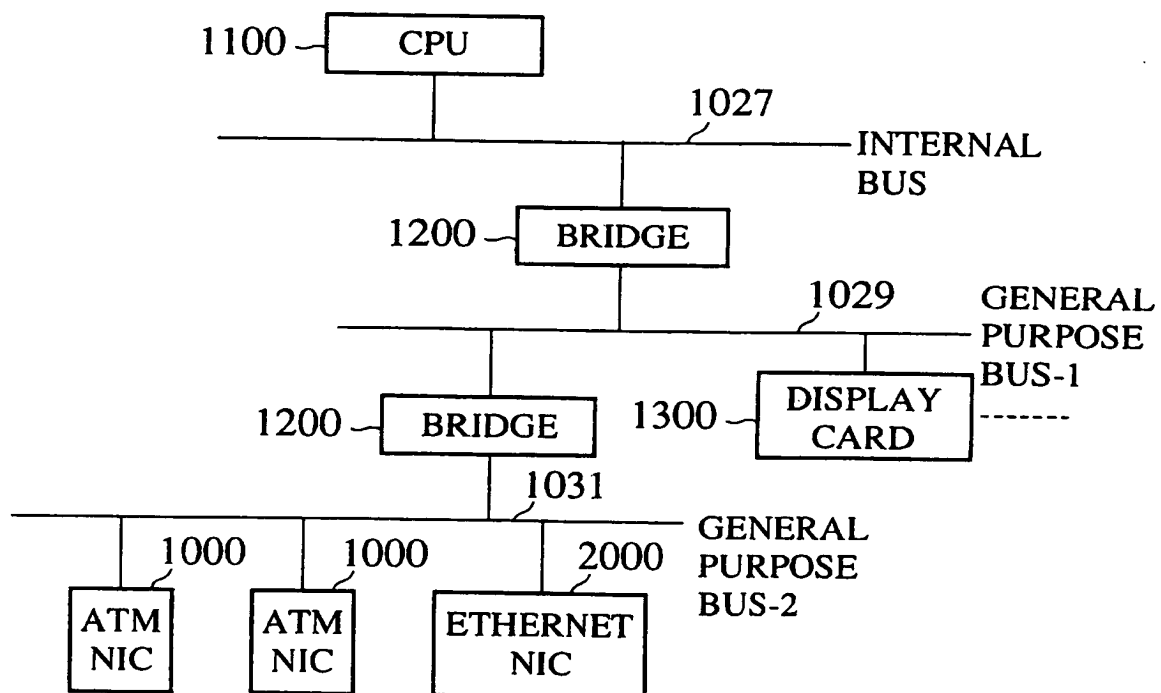 1100
CPU
1027
INTERNAL
BUS
1200
BRIDGE
1029
GENERAL
PURPOSE
BUS-1
1200
BRIDGE
1300
DISPLAY
CARD
1031
GENERAL
PURPOSE
BUS-2
1000
1000
2000
ATM
NIC
ATM
NIC
ETHERNET
NIC